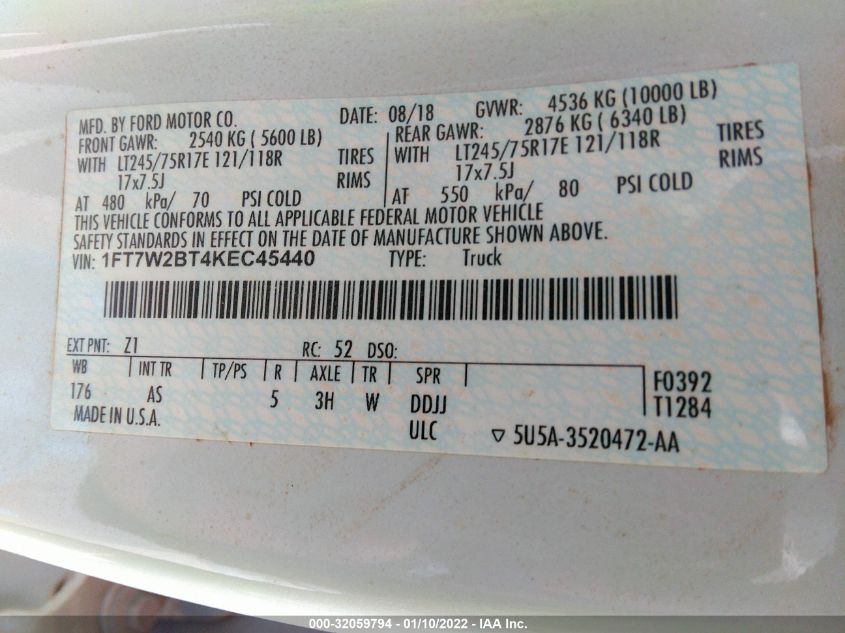 MFD. BY FORD MOTOR CO. DATE: 08/18 GVWR: 4536 KG (10000 LB)
FRONT GAWR: 2540 KG ( 5600 LB) REAR GAWR: 2876 KG ( 6340 LB)
WITH LT245/75R17E 121/118R TIRES WITH LT245/75R17E 121/118R TIRES
17x7.5J RIMS 17x7.5J RIMS
AT 480 kPa/ 70 PSI COLD AT 550 kPa/ 80 PSI COLD
THIS VEHICLE CONFORMS TO ALL APPLICABLE FEDERAL MOTOR VEHICLE
SAFETY STANDARDS IN EFFECT ON THE DATE OF MANUFACTURE SHOWN ABOVE.
VIN: 1FT7W2BT4KEC45440 TYPE: Truck
EXT PNT: Z1 RC: 52 DSO:
WB INT TR TP/PS R AXLE TR SPR F0392
176 AS 5 3H W DDJJ T1284
MADE IN U.S.A. ULC ▽ 5U5A-3520472-AA
000-32059794 - 01/10/2022 - IAA Inc.